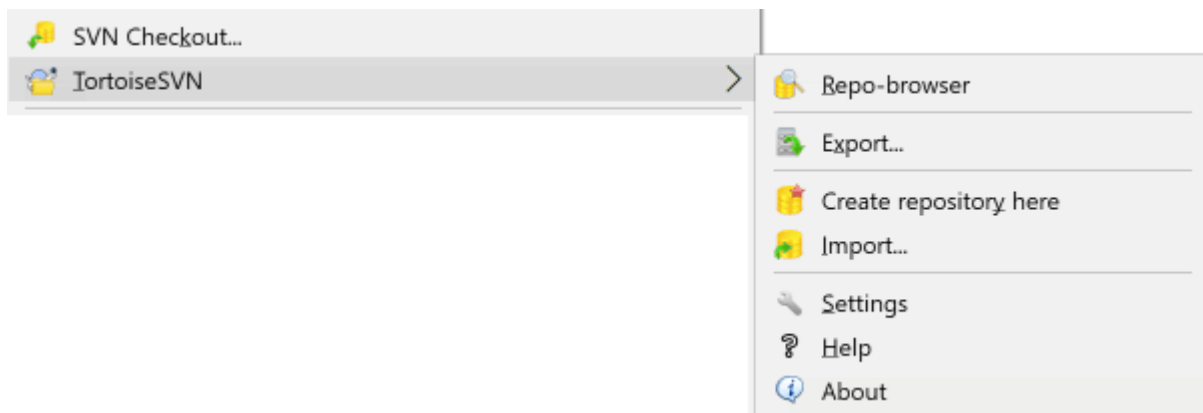 SVN Checkout...
TortoiseSVN
Repo-browser
Export...
Create repository here
Import...
Settings
Help
About